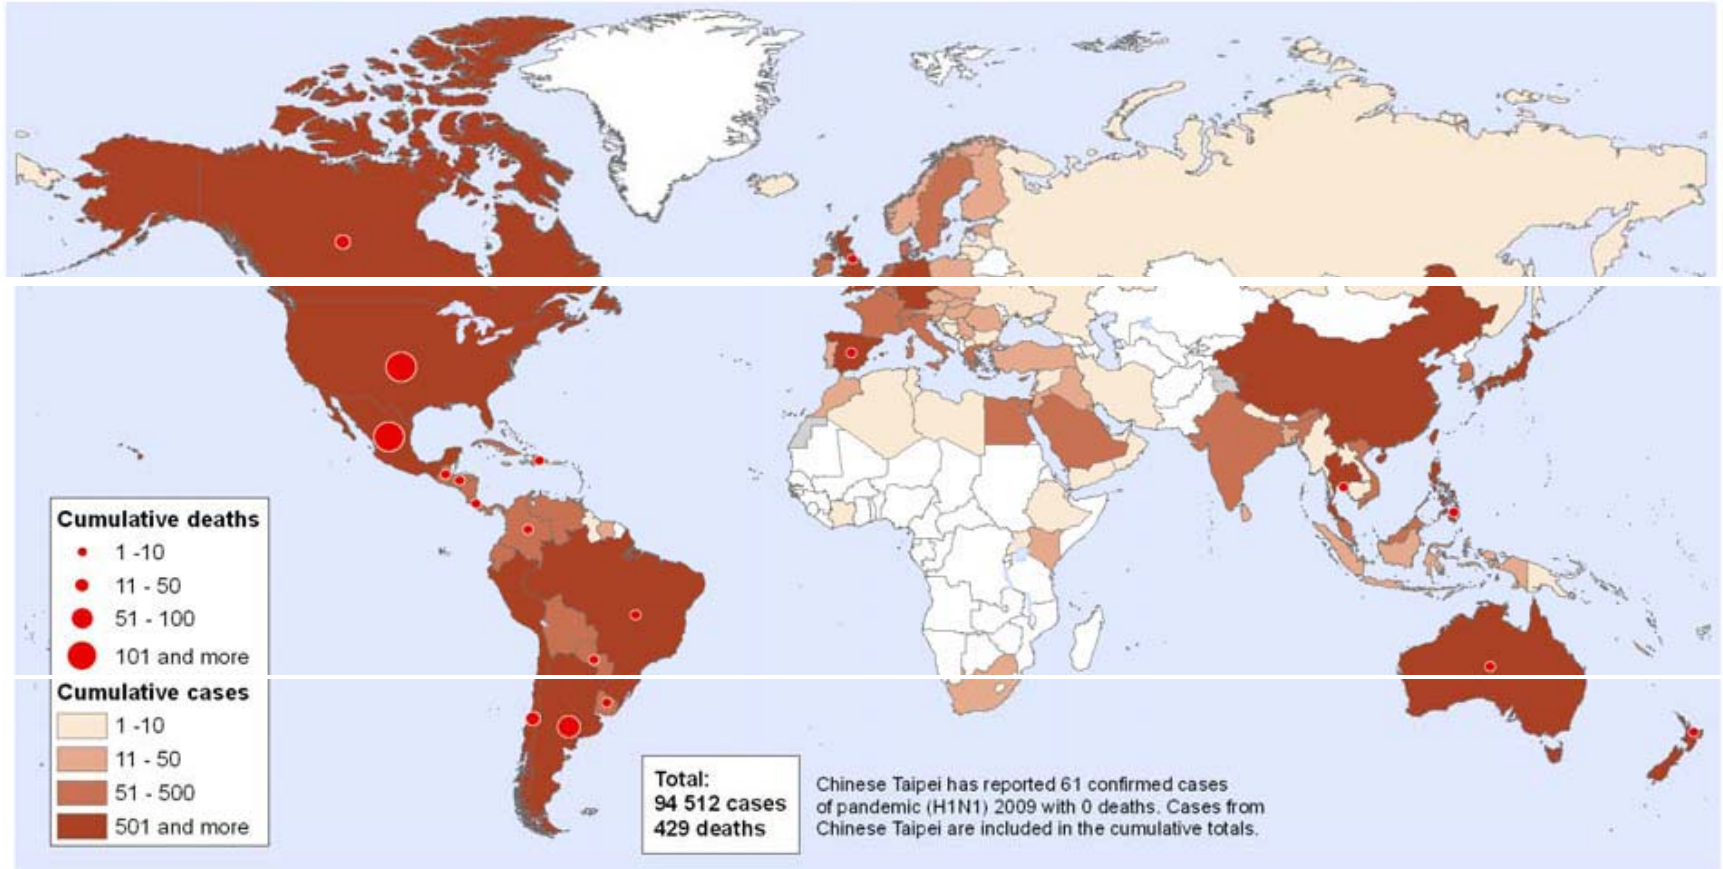 Cumulative deaths
1 -10
11 - 50
51 - 100
101 and more
Cumulative cases
1 -10
11 - 50
51 - 500
501 and more
Total:
94 512 cases
429 deaths
Chinese Taipei has reported 61 confirmed cases
of pandemic (H1N1) 2009 with 0 deaths. Cases from
Chinese Taipei are included in the cumulative totals.